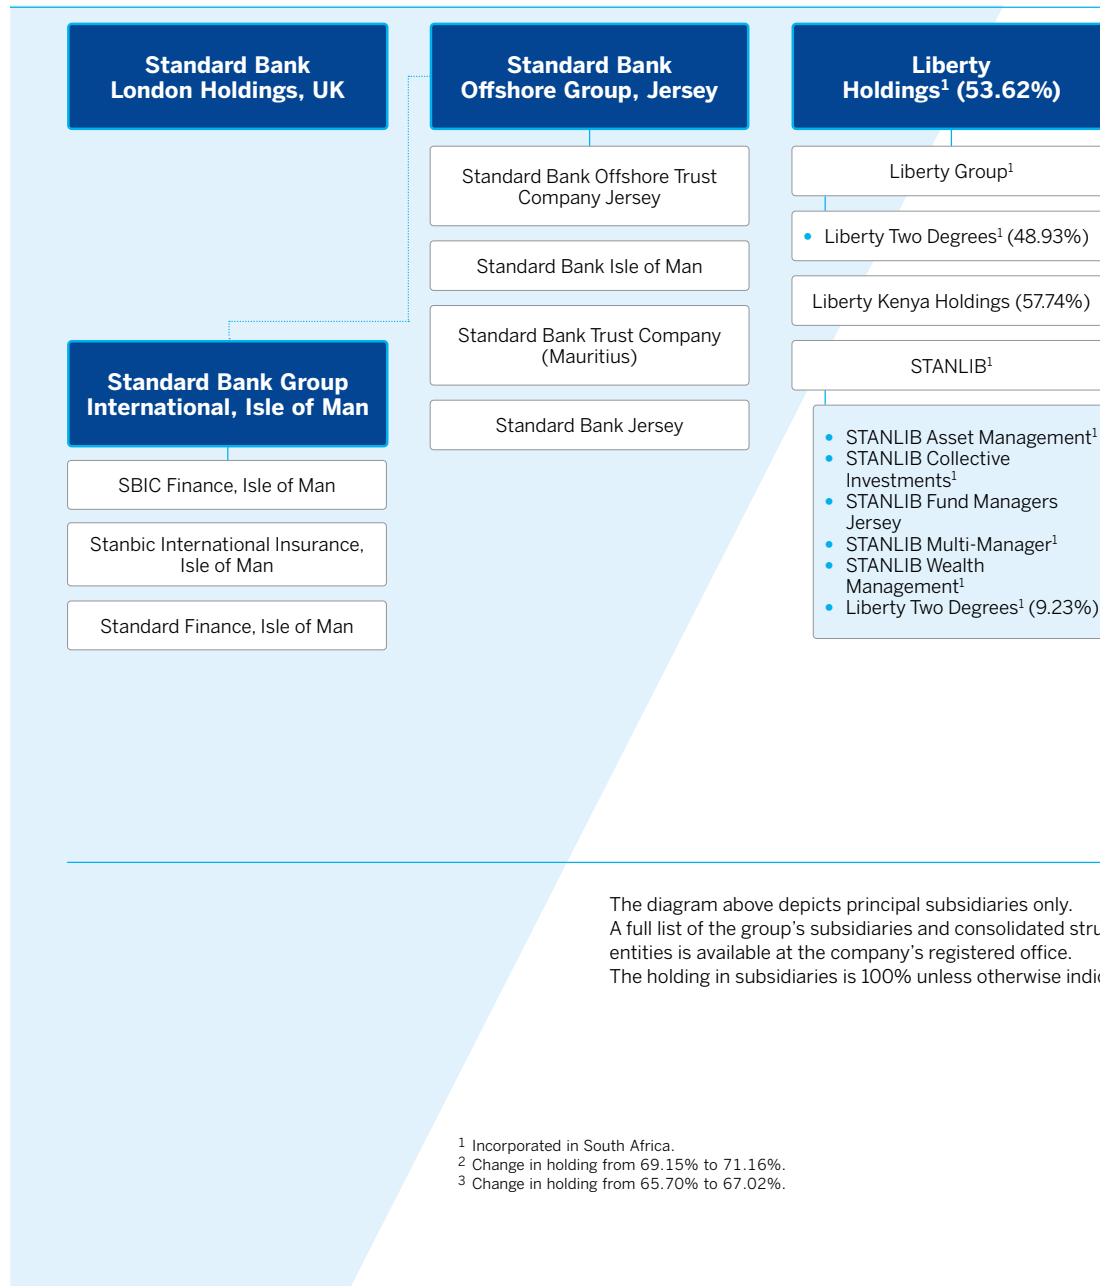 Standard Bank
London Holdings, UK
Standard Bank Group
International, Isle of Man
SBIC Finance, Isle of Man
Stanbic International Insurance,
Isle of Man
Standard Finance, Isle of Man
Standard Bank
Offshore Group, Jersey
Standard Bank Offshore Trust
Company Jersey
Standard Bank Isle of Man
Standard Bank Trust Company
(Mauritius)
Standard Bank Jersey
Liberty
Holdings¹ (53.62%)
Liberty Group¹
• Liberty Two Degrees¹ (48.93%)
Liberty Kenya Holdings (57.74%)
STANLIB¹
• STANLIB Asset Management¹
• STANLIB Collective
Investments¹
• STANLIB Fund Managers
Jersey
• STANLIB Multi-Manager¹
• STANLIB Wealth
Management¹
• Liberty Two Degrees¹ (9.23%)
The diagram above depicts principal subsidiaries only.
A full list of the group’s subsidiaries and consolidated stru
entities is available at the company’s registered office.
The holding in subsidiaries is 100% unless otherwise indic
¹ Incorporated in South Africa.
² Change in holding from 69.15% to 71.16%.
³ Change in holding from 65.70% to 67.02%.